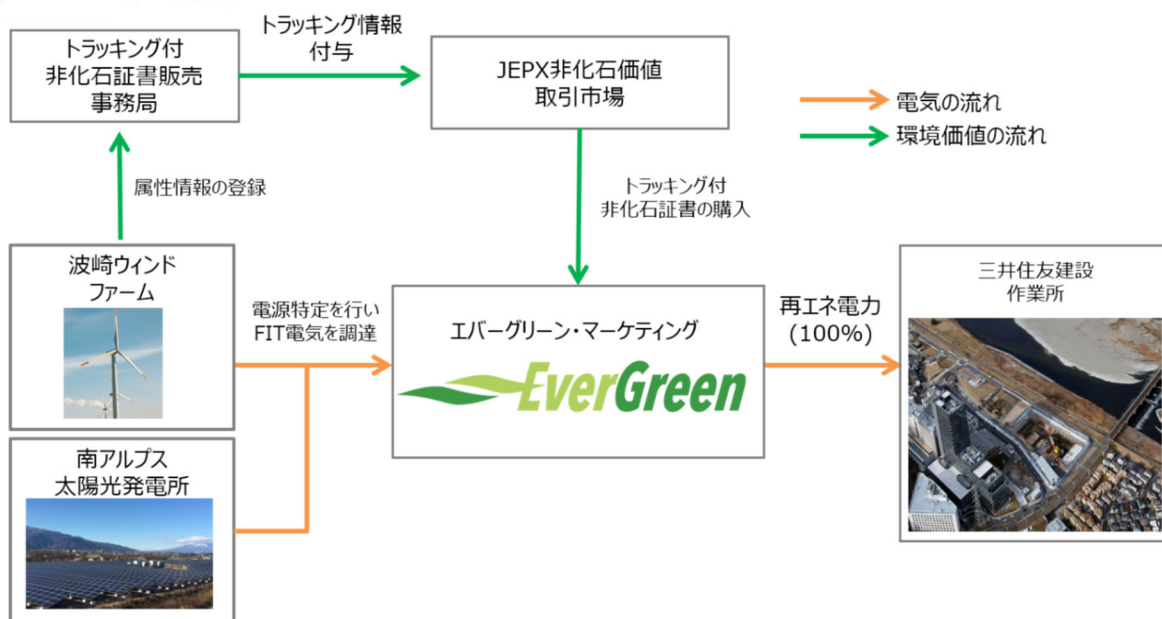 トラッキング付
非化石証書販売
事務局
トラッキング情報
付与
JEPX非化石価値
取引市場
電気の流れ
環境価値の流れ
属性情報の登録
トラッキング付
非化石証書の購入
波崎ウィンド
ファーム
電源特定を行い
FIT電気を調達
エバーグリーン・マーケティング
EverGreen
再エネ電力
(100%)
三井住友建設
作業所
南アルプス
太陽光発電所